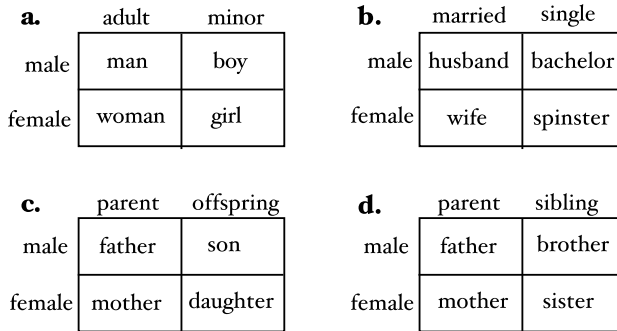 a. adult minor
male man boy
female woman girl
b. married single
male husband bachelor
female wife spinster
c. parent offspring
male father son
female mother daughter
d. parent sibling
male father brother
female mother sister